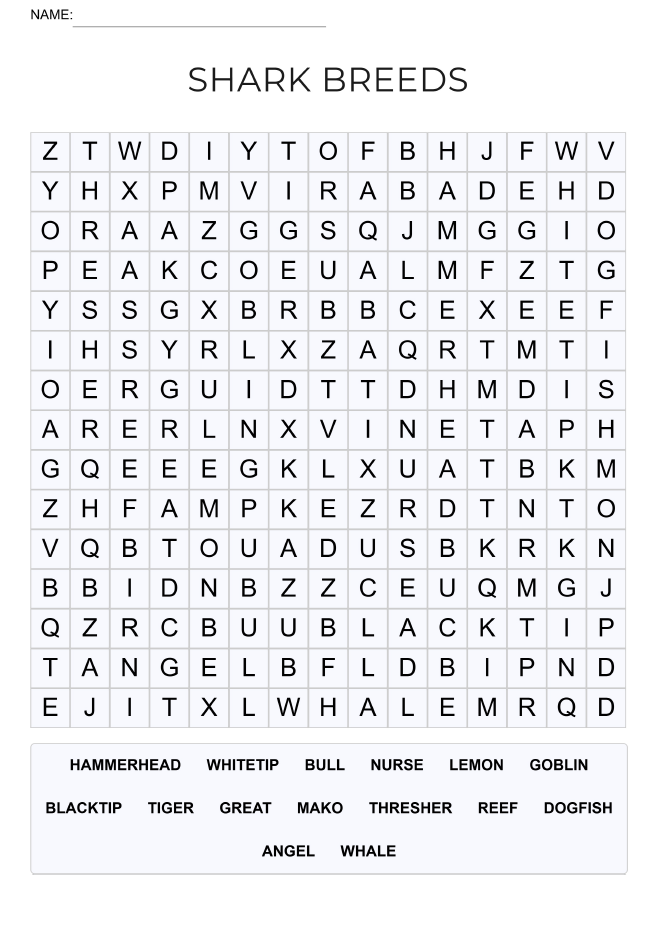 NAME:
SHARK BREEDS
Z T W D I Y T O F B H J F W V
Y H X P M V I R A B A D E H D
O R A A Z G G S Q J M G G I O
P E A K C O E U A L M F Z T G
Y S S G X B R B B C E X E E F
I H S Y R L X Z A Q R T M T I
O E R G U I D T T D H M D I S
A R E R L N X V I N E T A P H
G Q E E E G K L X U A T B K M
Z H F A M P K E Z R D T N T O
V Q B T O U A D U S B K R K N
B B I D N B Z Z C E U Q M G J
Q Z R C B U U B L A C K T I P
T A N G E L B F L D B I P N D
E J I T X L W H A L E M R Q D
HAMMERHEAD WHITETIP BULL NURSE LEMON GOBLIN
BLACKTIP TIGER GREAT MAKO THRESHER REEF DOGFISH
ANGEL WHALE